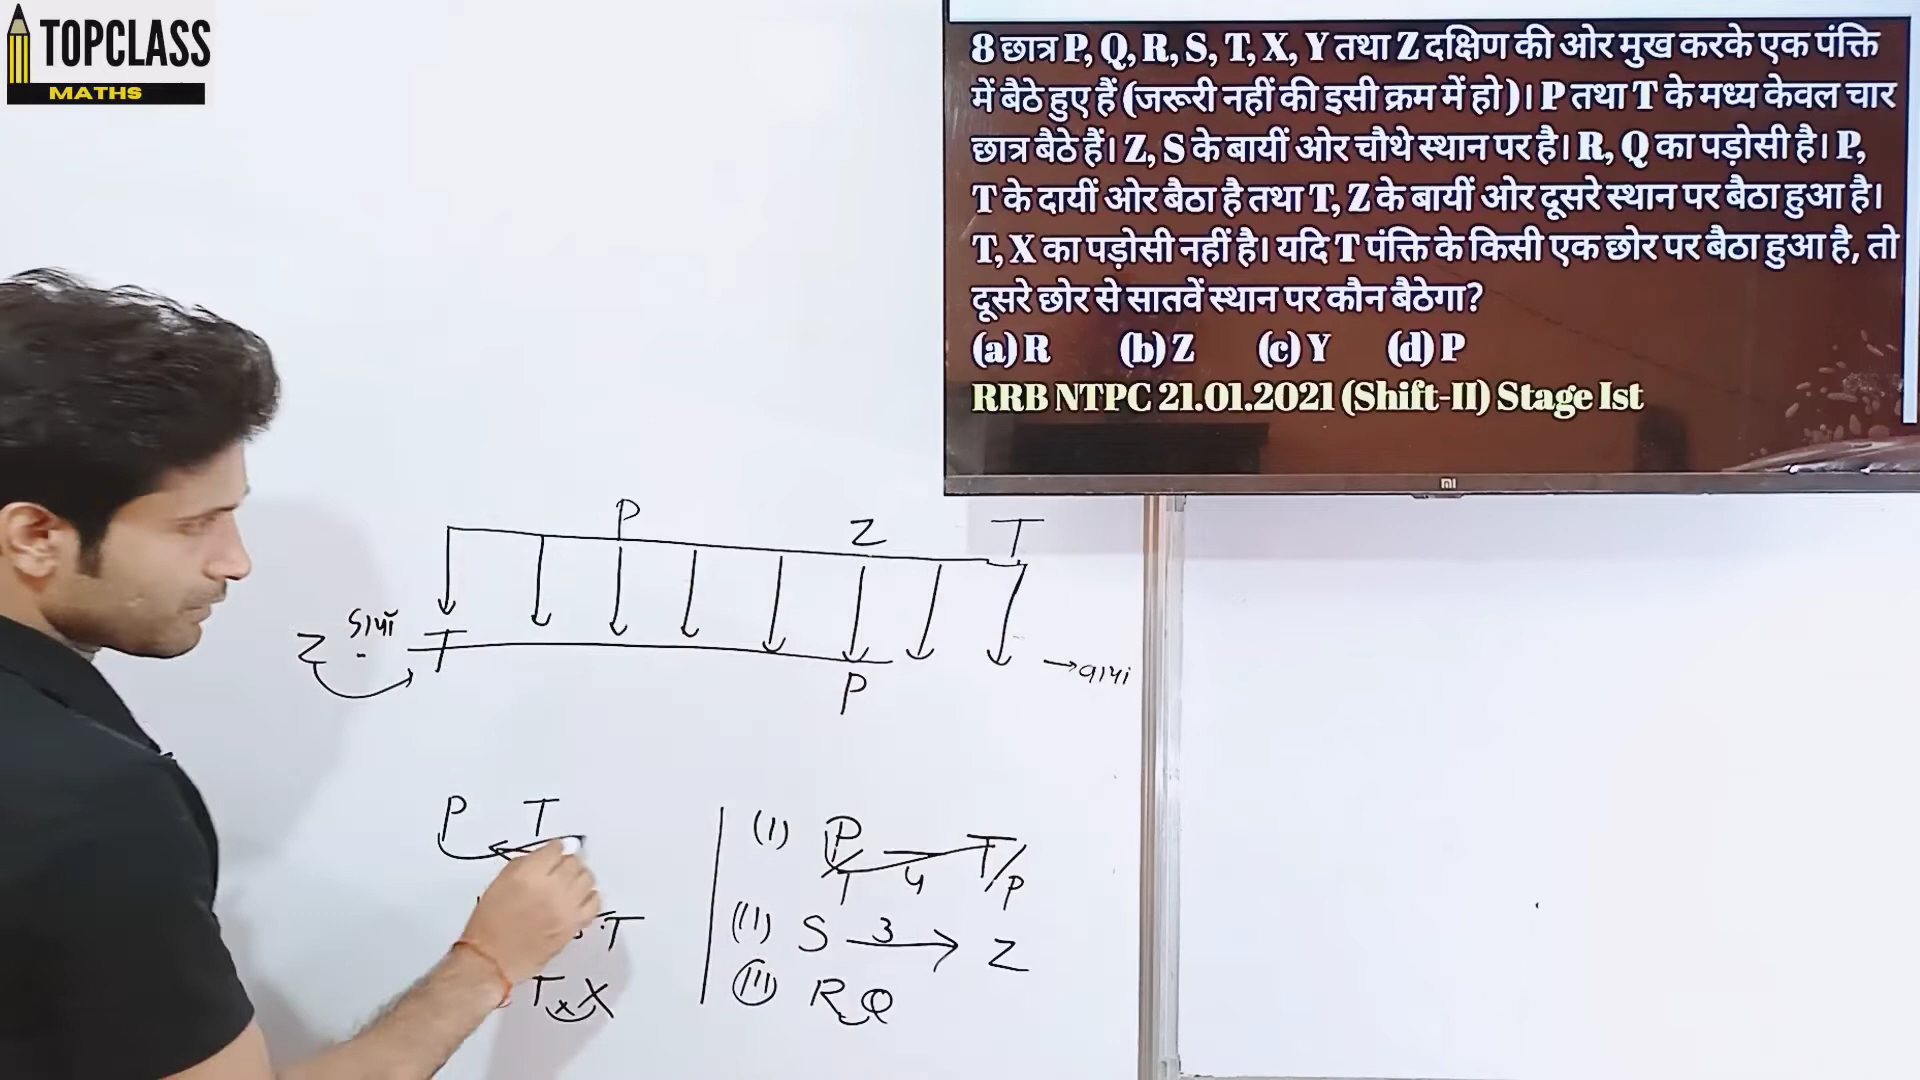 TOPCLASS
MATHS
8 छात्र P, Q, R, S, T, X, Y तथा Z दक्षिण की ओर मुख करके एक पंक्ति
में बैठे हुए हैं (जरूरी नहीं की इसी क्रम में हो)। P तथा T के मध्य केवल चार
छात्र बैठे हैं। Z, S के बायीं ओर चौथे स्थान पर है। R, Q का पड़ोसी है। P,
T के दायीं ओर बैठा है तथा T, Z के बायीं ओर दूसरे स्थान पर बैठा हुआ है।
T, X का पड़ोसी नहीं है। यदि T पंक्ति के किसी एक छोर पर बैठा हुआ है, तो
दूसरे छोर से सातवें स्थान पर कौन बैठेगा?
(a) R (b) Z (c) Y (d) P
RRB NTPC 21.01.2021 (Shift-II) Stage Ist
mi
P Z T
Z दायाँ T → बायां
P
P T
T
T x X
(I) P/T 4 T/P
(II) S 3 → Z
(III) R Q